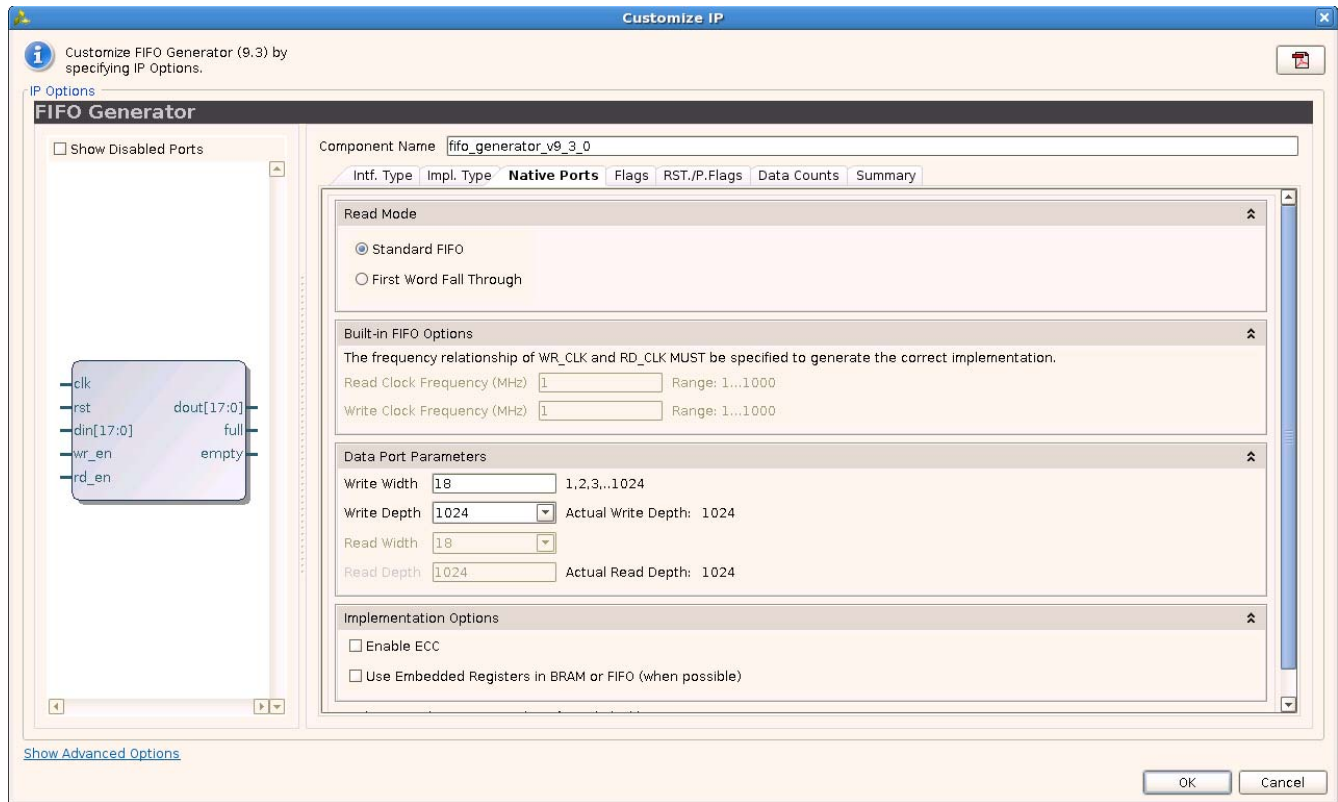 Customize IP
Customize FIFO Generator (9.3) by
specifying IP Options.
IP Options
FIFO Generator
Show Disabled Ports
clk
rst
din[17:0]
wr_en
rd_en
dout[17:0]
full
empty
Component Name fifo_generator_v9_3_0
Intf. Type Impl. Type Native Ports Flags RST./P.Flags Data Counts Summary
Read Mode
Standard FIFO
First Word Fall Through
Built-in FIFO Options
The frequency relationship of WR_CLK and RD_CLK MUST be specified to generate the correct implementation.
Read Clock Frequency (MHz) 1 Range: 1...1000
Write Clock Frequency (MHz) 1 Range: 1...1000
Data Port Parameters
Write Width 18 1,2,3,..1024
Write Depth 1024 Actual Write Depth: 1024
Read Width 18
Read Depth 1024 Actual Read Depth: 1024
Implementation Options
Enable ECC
Use Embedded Registers in BRAM or FIFO (when possible)
Show Advanced Options
OK Cancel